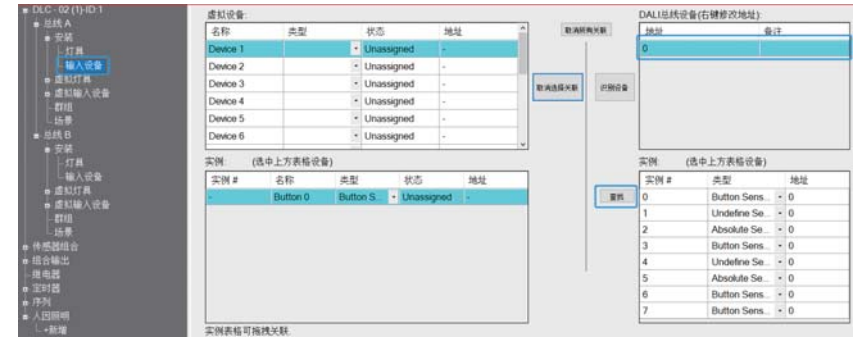 DLC - 02 (1)-ID:1
总线 A
安装
灯具
输入设备
虚拟灯具
虚拟输入设备
群组
场景
总线 B
安装
灯具
输入设备
虚拟灯具
虚拟输入设备
群组
场景
传感器组合
组合输出
继电器
定时器
序列
人因照明
+新增
虚拟设备:
名称 类型 状态 地址
Device 1 Unassigned -
Device 2 Unassigned -
Device 3 Unassigned -
Device 4 Unassigned -
Device 5 Unassigned -
Device 6 Unassigned -
实例: (选中上方表格设备)
实例 # 名称 类型 状态 地址
- Button 0 Button S... Unassigned -
实例表格可拖拽关联.
取消所有关联
取消选择关联
识别设备
查找
DALI总线设备(右键修改地址):
地址 备注
0
实例: (选中上方表格设备)
实例 # 类型 地址
0 Button Sens... 0
1 Undefine Se... 0
2 Absolute Se... 0
3 Button Sens... 0
4 Undefine Se... 0
5 Absolute Se... 0
6 Button Sens... 0
7 Button Sens... 0